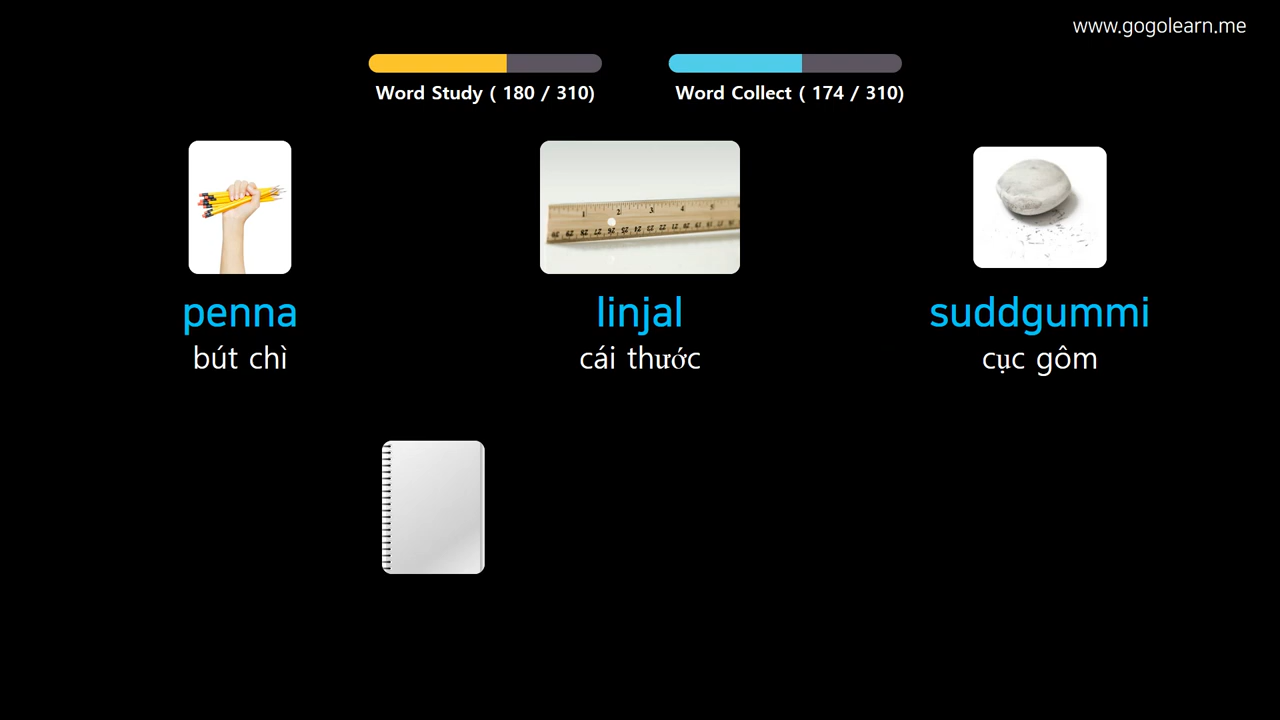 www.gogolearn.me
Word Study ( 180 / 310)
Word Collect ( 174 / 310)
penna
linjal
suddgummi
bút chì
cái thước
cục gôm